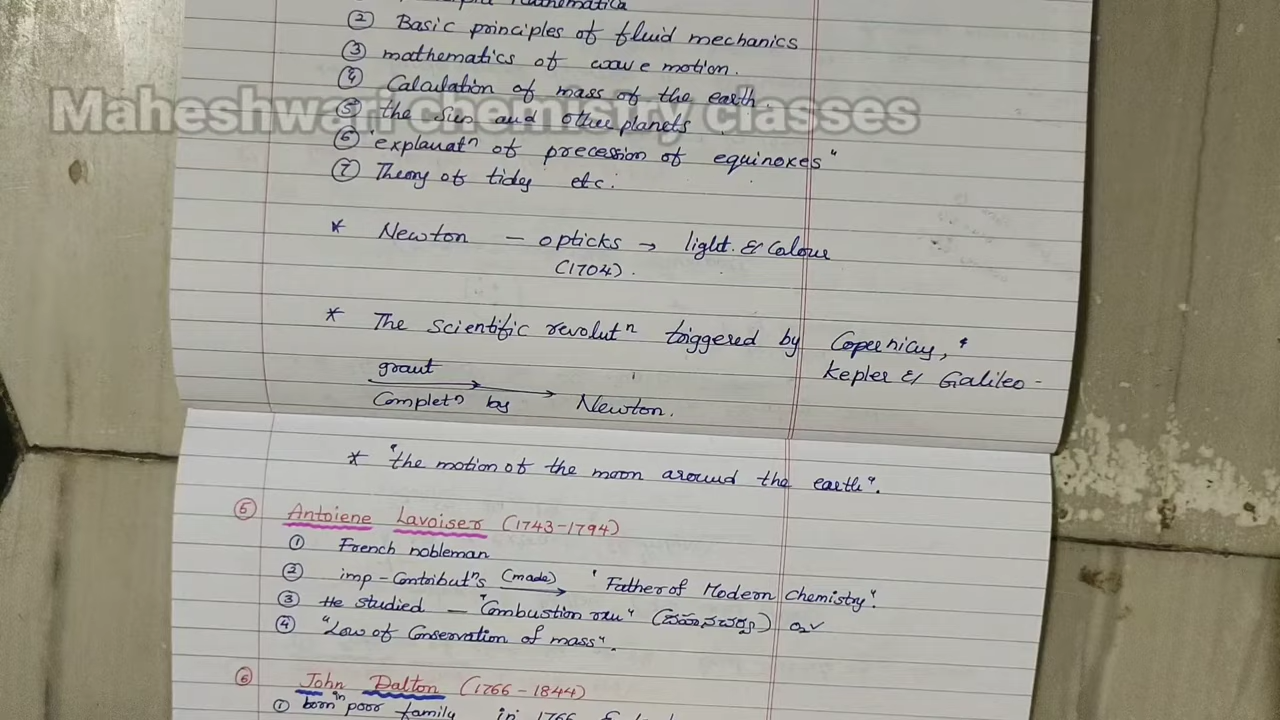 Mathematica
② Basic principles of fluid mechanics
③ mathematics of wave motion.
④ Calculation of mass of the earth.
Maheshwari chemistry classes
⑤ the Sun and other planets
⑥ "explanatⁿ of precession of equinoxes"
⑦ Theory of tides etc.
* Newton – opticks → light & Colour
(1704).
* The scientific revolutⁿ triggered by Copernicus,
Kepler & Galileo -
graut
Completⁿ by → Newton.
* "the motion of the moon around the earth".
⑤ Antoiene Lavoiser (1743-1794)
① French nobleman
② imp-Contributⁿs (made) → "Father of Modern Chemistry".
③ He studied — "Combustion rxn" O₂✓
④ "Law of Conservation of mass".
⑥ John Dalton (1766-1844)
① born in poor family in 1766